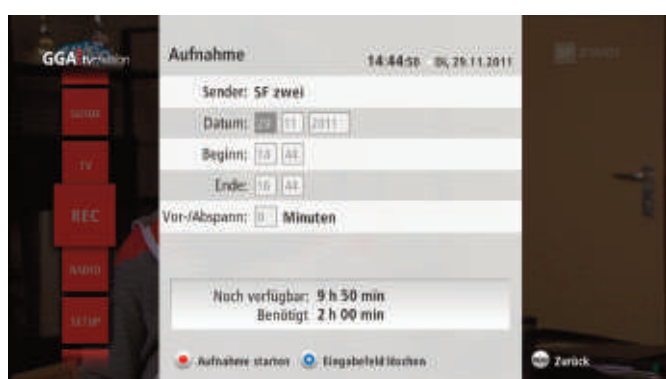 GGA
Aufnahme
14:44:50 Di, 29.11.2011
Sender: SF zwei
GUIDE
Datum: 29 11 2011
TV
Beginn: 14 44
Ende: 16 44
REC
Vor-/Abspann: 0 Minuten
RADIO
Noch verfügbar: 9 h 50 min
SETUP
Benötigt 2 h 00 min
Aufnahme starten Eingabefeld löschen
Zurück